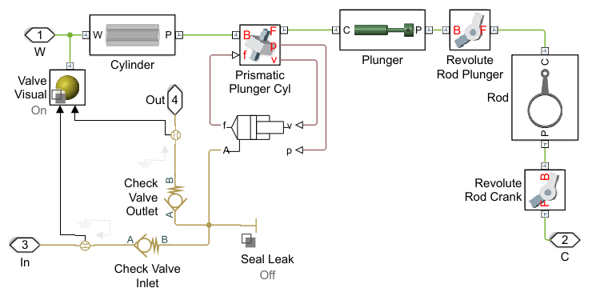 1
W
W
P
Cylinder
B
F
f
p
v
Prismatic
Plunger Cyl
C
P
Plunger
B
F
Revolute
Rod Plunger
C
P
Rod
B
F
Revolute
Rod Crank
2
C
Valve
Visual
On
Out
4
f
v
A
p
B
A
Check
Valve
Outlet
3
In
A
B
Check Valve
Inlet
Seal Leak
Off